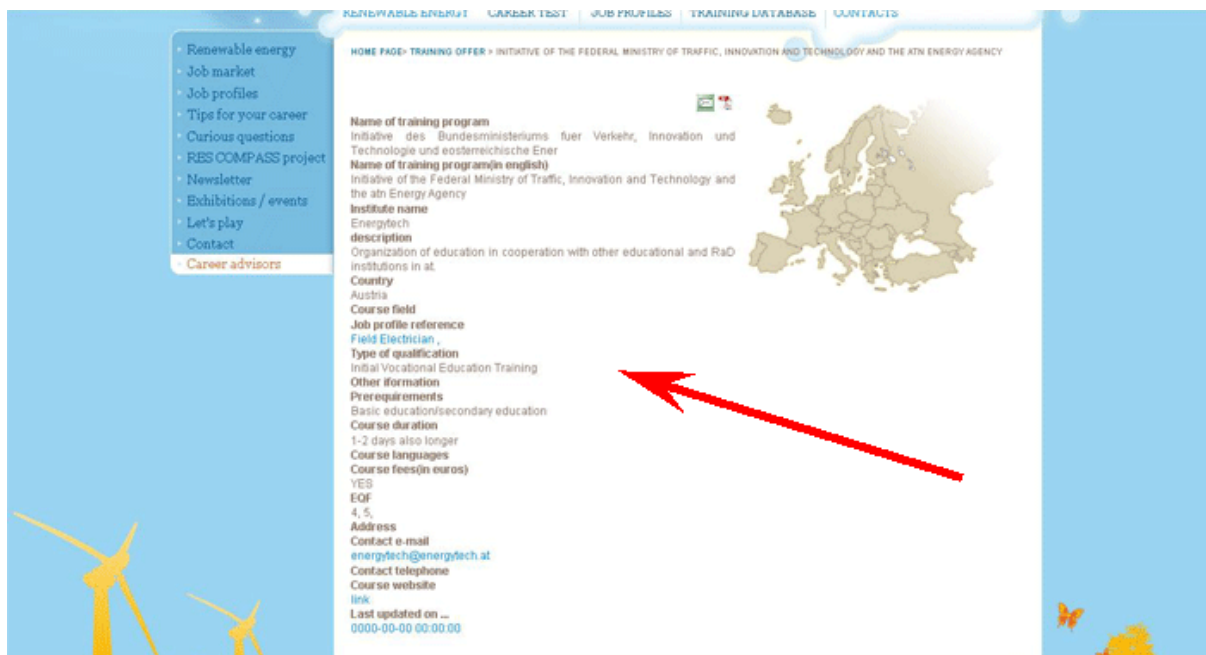 RENEWABLE ENERGY CAREER TEST JOB PROFILES TRAINING DATABASE CONTACTS
Renewable energy
Job market
Job profiles
Tips for your career
Curious questions
RES COMPASS project
Newsletter
Exhibitions / events
Let's play
Contact
Career advisors
HOME PAGE> TRAINING OFFER > INITIATIVE OF THE FEDERAL MINISTRY OF TRAFFIC, INNOVATION AND TECHNOLOGY AND THE ATN ENERGY AGENCY
Name of training program
Initiative des Bundesministeriums fuer Verkehr, Innovation und
Technologie und eosterreichische Ener
Name of training program(in english)
Initiative of the Federal Ministry of Traffic, Innovation and Technology and
the atn Energy Agency
Institute name
Energytech
description
Organization of education in cooperation with other educational and RaD
institutions in at.
Country
Austria
Course field
Job profile reference
Field Electrician ,
Type of qualification
Initial Vocational Education Training
Other iformation
Prerequirements
Basic education/secondary education
Course duration
1-2 days also longer
Course languages
Course fees(in euros)
YES
EQF
4, 5,
Address
Contact e-mail
energytech@energytech.at
Contact telephone
Course website
link
Last updated on ...
0000-00-00 00:00:00